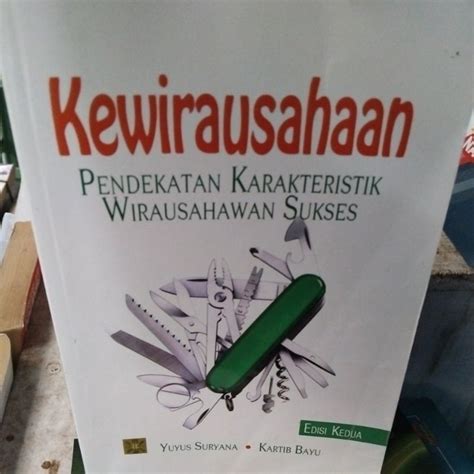 Kewirausahaan
PENDEKATAN KARAKTERISTIK
WIRAUSAHAWAN SUKSES
EDISI KEDUA
YUYUS SURYANA • KARTIB BAYU